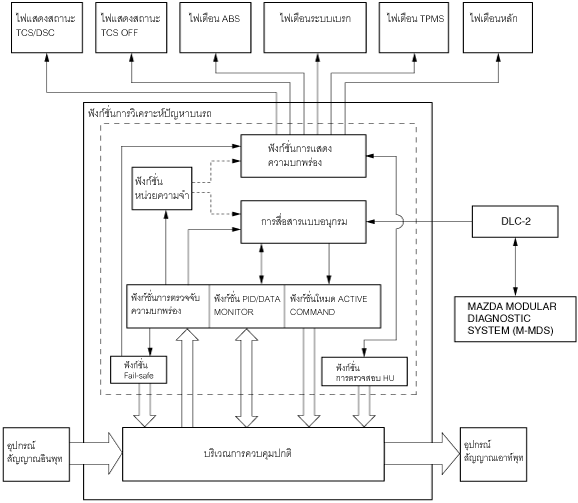 ไฟแสดงสถานะ
TCS/DSC
ไฟแสดงสถานะ
TCS OFF
ไฟเตือน ABS
ไฟเตือนระบบเบรก
ไฟเตือน TPMS
ไฟเตือนหลัก
ฟังก์ชั่นการวิเคราะห์ปัญหาบนรถ
ฟังก์ชั่นการแสดง
ความบกพร่อง
ฟังก์ชั่น
หน่วยความจำ
การสื่อสารแบบอนุกรม
DLC-2
ฟังก์ชั่นการตรวจจับ
ความบกพร่อง
ฟังก์ชั่น PID/DATA
MONITOR
ฟังก์ชั่นโหมด ACTIVE
COMMAND
MAZDA MODULAR
DIAGNOSTIC
SYSTEM (M-MDS)
ฟังก์ชั่น
Fail-safe
ฟังก์ชั่น
การตรวจสอบ HU
อุปกรณ์
สัญญาณอินพุท
บริเวณการควบคุมปกติ
อุปกรณ์
สัญญาณเอาท์พุท